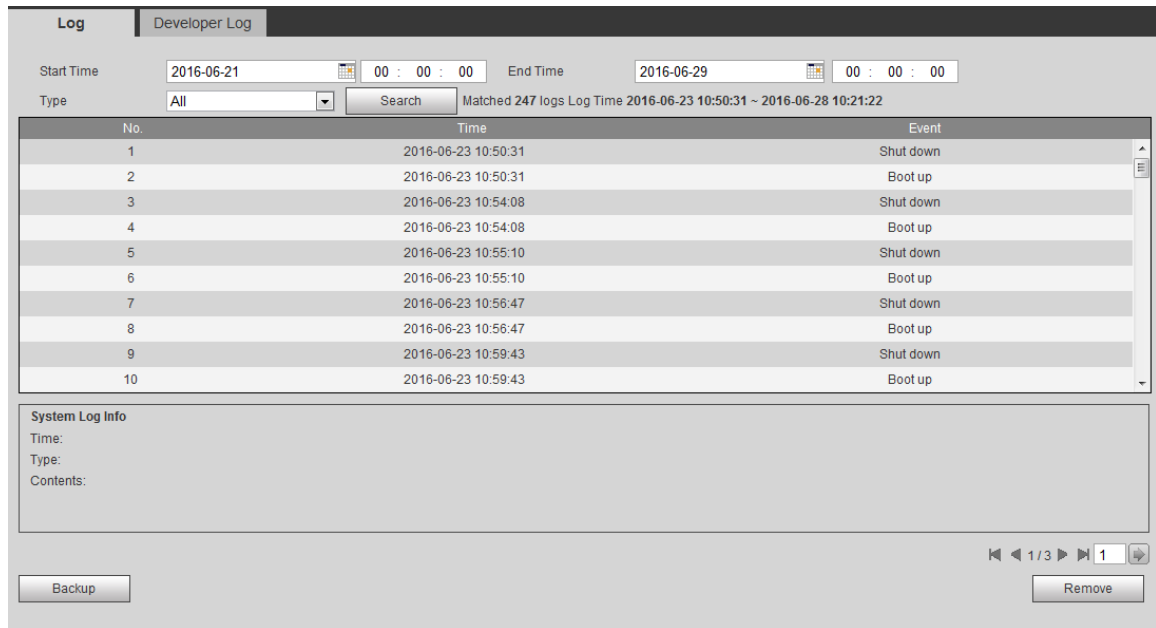 Log Developer Log
Start Time 2016-06-21 00 : 00 : 00 End Time 2016-06-29 00 : 00 : 00
Type All Search Matched 247 logs Log Time 2016-06-23 10:50:31 ~ 2016-06-28 10:21:22
No. Time Event
1 2016-06-23 10:50:31 Shut down
2 2016-06-23 10:50:31 Boot up
3 2016-06-23 10:54:08 Shut down
4 2016-06-23 10:54:08 Boot up
5 2016-06-23 10:55:10 Shut down
6 2016-06-23 10:55:10 Boot up
7 2016-06-23 10:56:47 Shut down
8 2016-06-23 10:56:47 Boot up
9 2016-06-23 10:59:43 Shut down
10 2016-06-23 10:59:43 Boot up
System Log Info
Time:
Type:
Contents:
1 / 3 1
Backup Remove